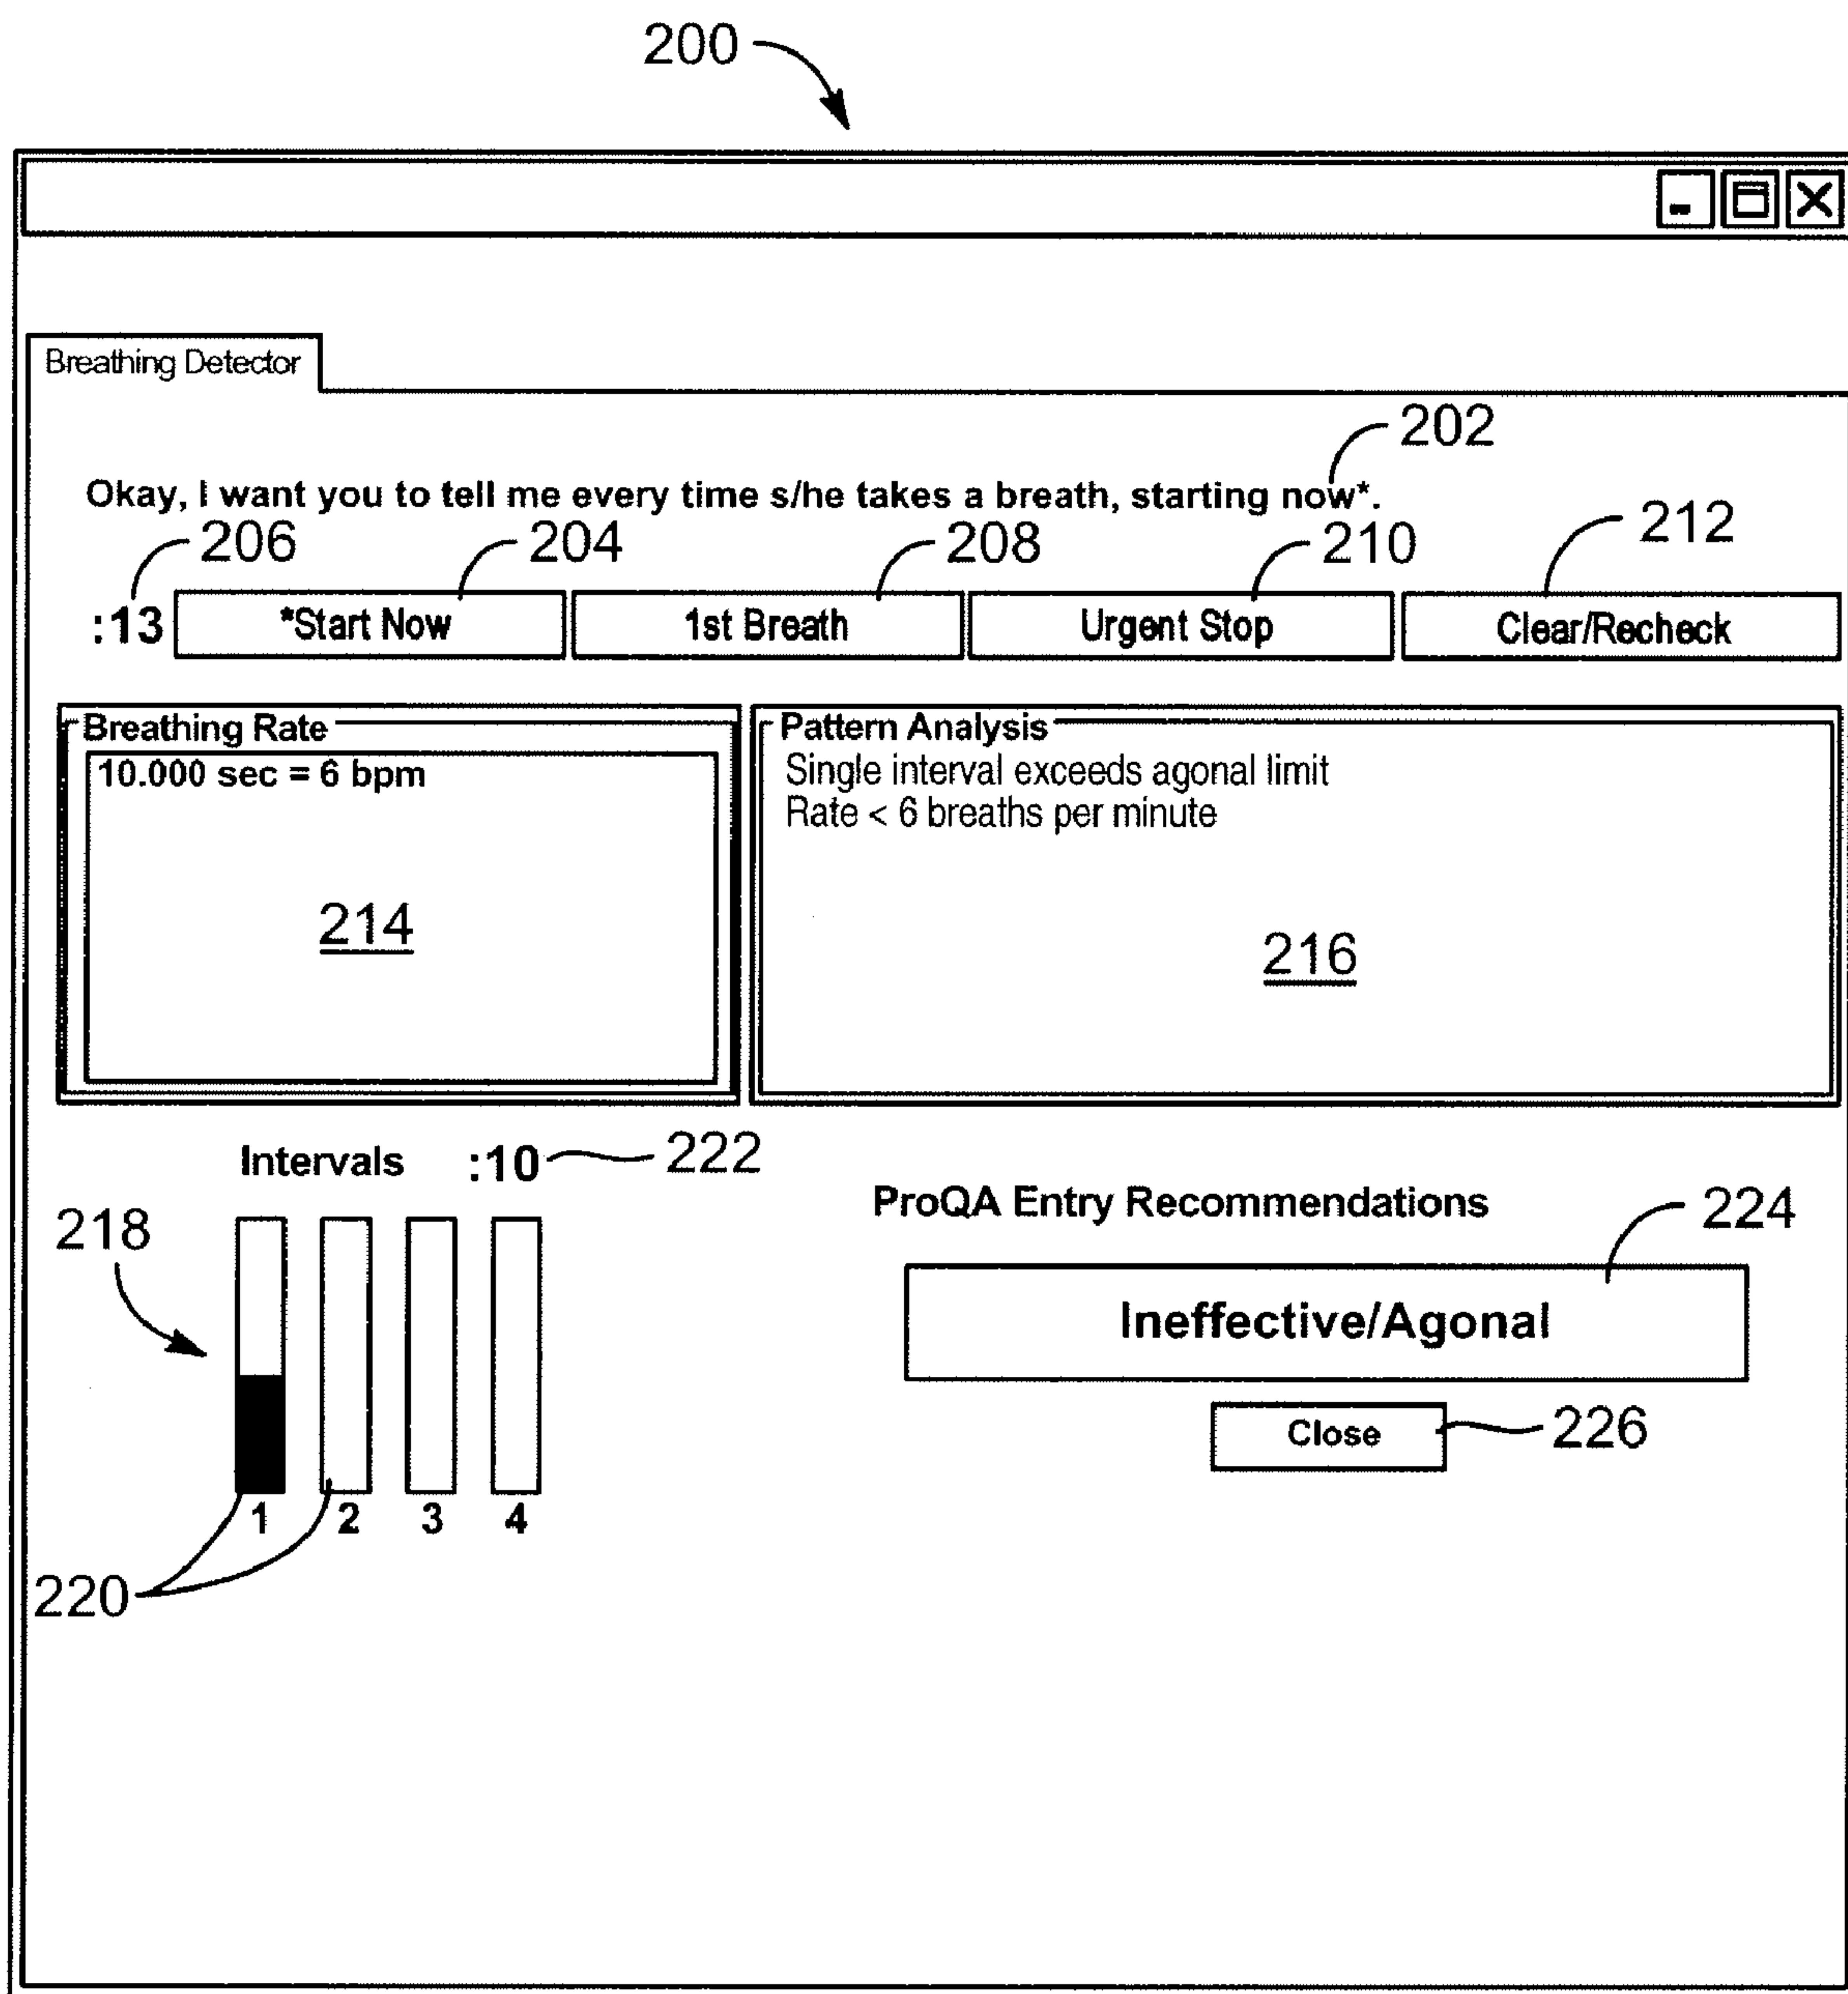 200
Breathing Detector
202
Okay, I want you to tell me every time s/he takes a breath, starting now*.
206 204 208 210 212
:13 *Start Now 1st Breath Urgent Stop Clear/Recheck
Breathing Rate
10.000 sec = 6 bpm
214
Pattern Analysis
Single interval exceeds agonal limit
Rate < 6 breaths per minute
216
Intervals :10 222
218
1 2 3 4
220
ProQA Entry Recommendations
224
Ineffective/Agonal
Close 226